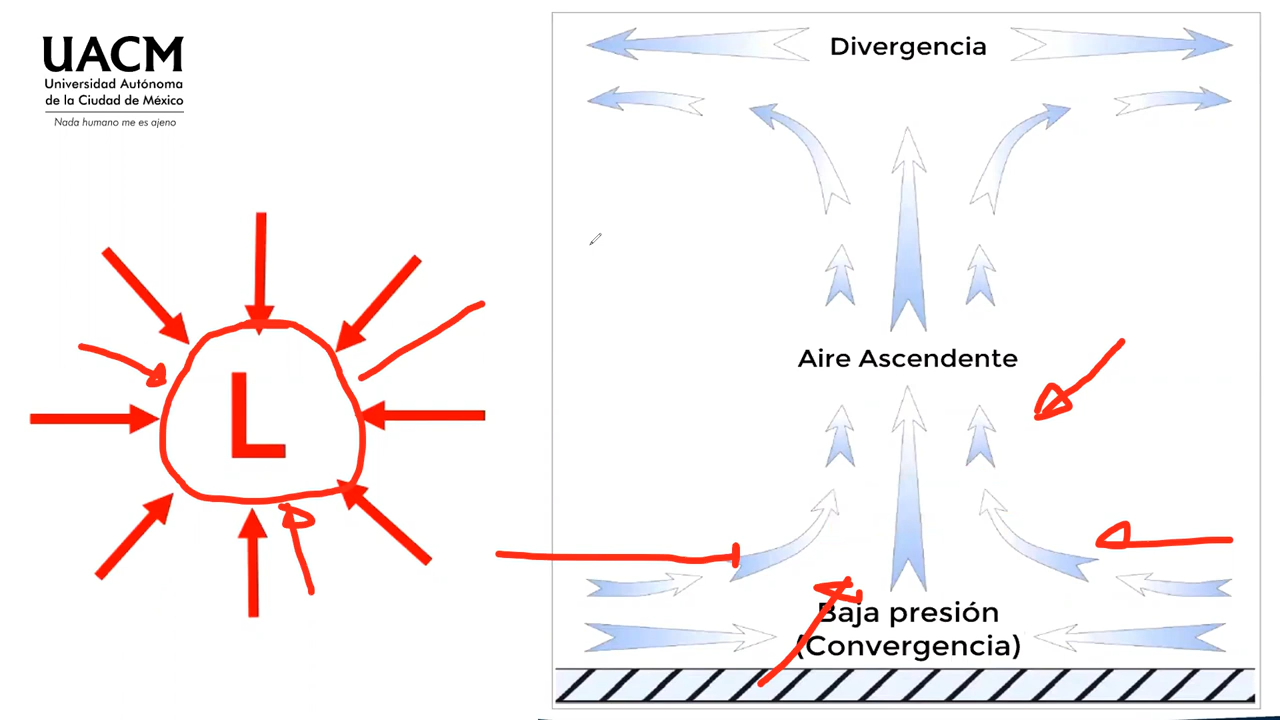 UACM
Universidad Autónoma
de la Ciudad de México
Nada humano me es ajeno
Divergencia
L
Aire Ascendente
Baja presión
(Convergencia)